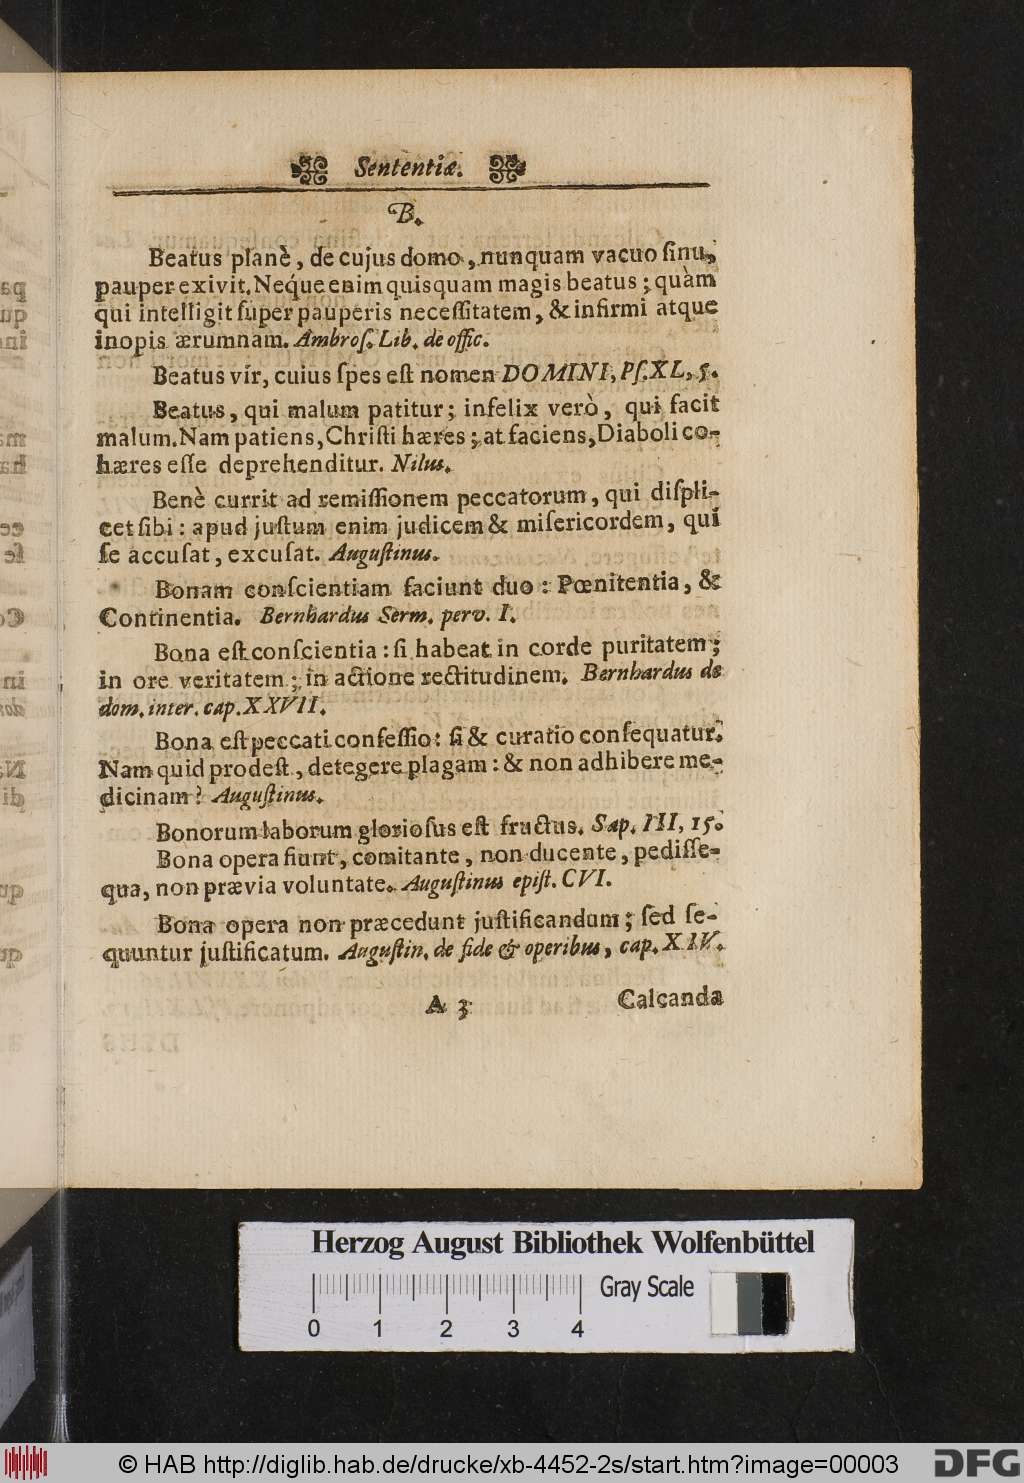 Sententiæ.
B.
Beatus planè, de cujus domo, nunquam vacuo ſinu,
pauper exivit. Neque enim quisquam magis beatus; quàm
qui intelligit ſuper pauperis neceſſitatem, & infirmi atque
inopis ærumnam. Ambroſ. Lib. de offic.
Beatus vir, cuius ſpes eſt nomen DOMINI, Pſ. XL, 5.
Beatus, qui malum patitur; infelix verò, qui facit
malum. Nam patiens, Chriſti hæres; at faciens, Diaboli co-
hæres eſſe deprehenditur. Nilus.
Benè currit ad remiſſionem peccatorum, qui diſpli-
cet ſibi: apud juſtum enim judicem & miſericordem, qui
ſe accuſat, excuſat. Auguſtinus.
Bonam conſcientiam faciunt duo: Pœnitentia, &
Continentia. Bernhardus Serm. perv. I.
Bona eſt conſcientia: ſi habeat in corde puritatem;
in ore veritatem; in actione rectitudinem. Bernhardus de
dom. inter. cap. XXVII.
Bona eſt peccati confeſſio: ſi & curatio conſequatur.
Nam quid prodeſt, detegere plagam: & non adhibere me-
dicinam? Auguſtinus.
Bonorum laborum glorioſus eſt fructus. Sap. III, 15.
Bona opera fiunt, comitante, non ducente, pediſſe-
qua, non prævia voluntate. Auguſtinus epiſt. CVI.
Bona opera non præcedunt juſtificandum; ſed ſe-
quuntur juſtificatum. Auguſtin. de fide & operibus, cap. XIV.
A 3 Calcanda
Herzog August Bibliothek Wolfenbüttel
Gray Scale
0 1 2 3 4
© HAB http://diglib.hab.de/drucke/xb-4452-2s/start.htm?image=00003
DFG